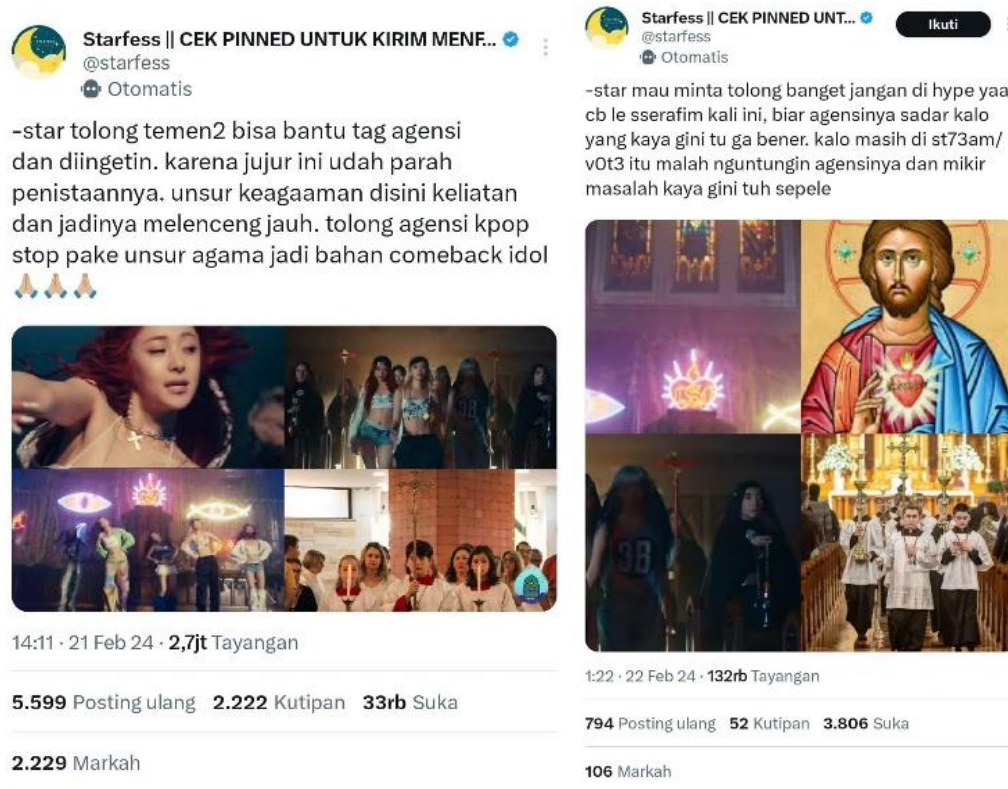 Starfess || CEK PINNED UNTUK KIRIM MENF...
@starfess
Otomatis
-star tolong temen2 bisa bantu tag agensi
dan diingetin. karena jujur ini udah parah
penistaannya. unsur keagaaman disini keliatan
dan jadinya melenceng jauh. tolong agensi kpop
stop pake unsur agama jadi bahan comeback idol
38
14:11 · 21 Feb 24 · 2,7jt Tayangan
5.599 Posting ulang 2.222 Kutipan 33rb Suka
2.229 Markah
Starfess || CEK PINNED UNT...
Ikuti
@starfess
Otomatis
-star mau minta tolong banget jangan di hype yaa
cb le sserafim kali ini, biar agensinya sadar kalo
yang kaya gini tu ga bener. kalo masih di st73am/
v0t3 itu malah nguntungin agensinya dan mikir
masalah kaya gini tuh sepele
38
1:22 · 22 Feb 24 · 132rb Tayangan
794 Posting ulang 52 Kutipan 3.806 Suka
106 Markah